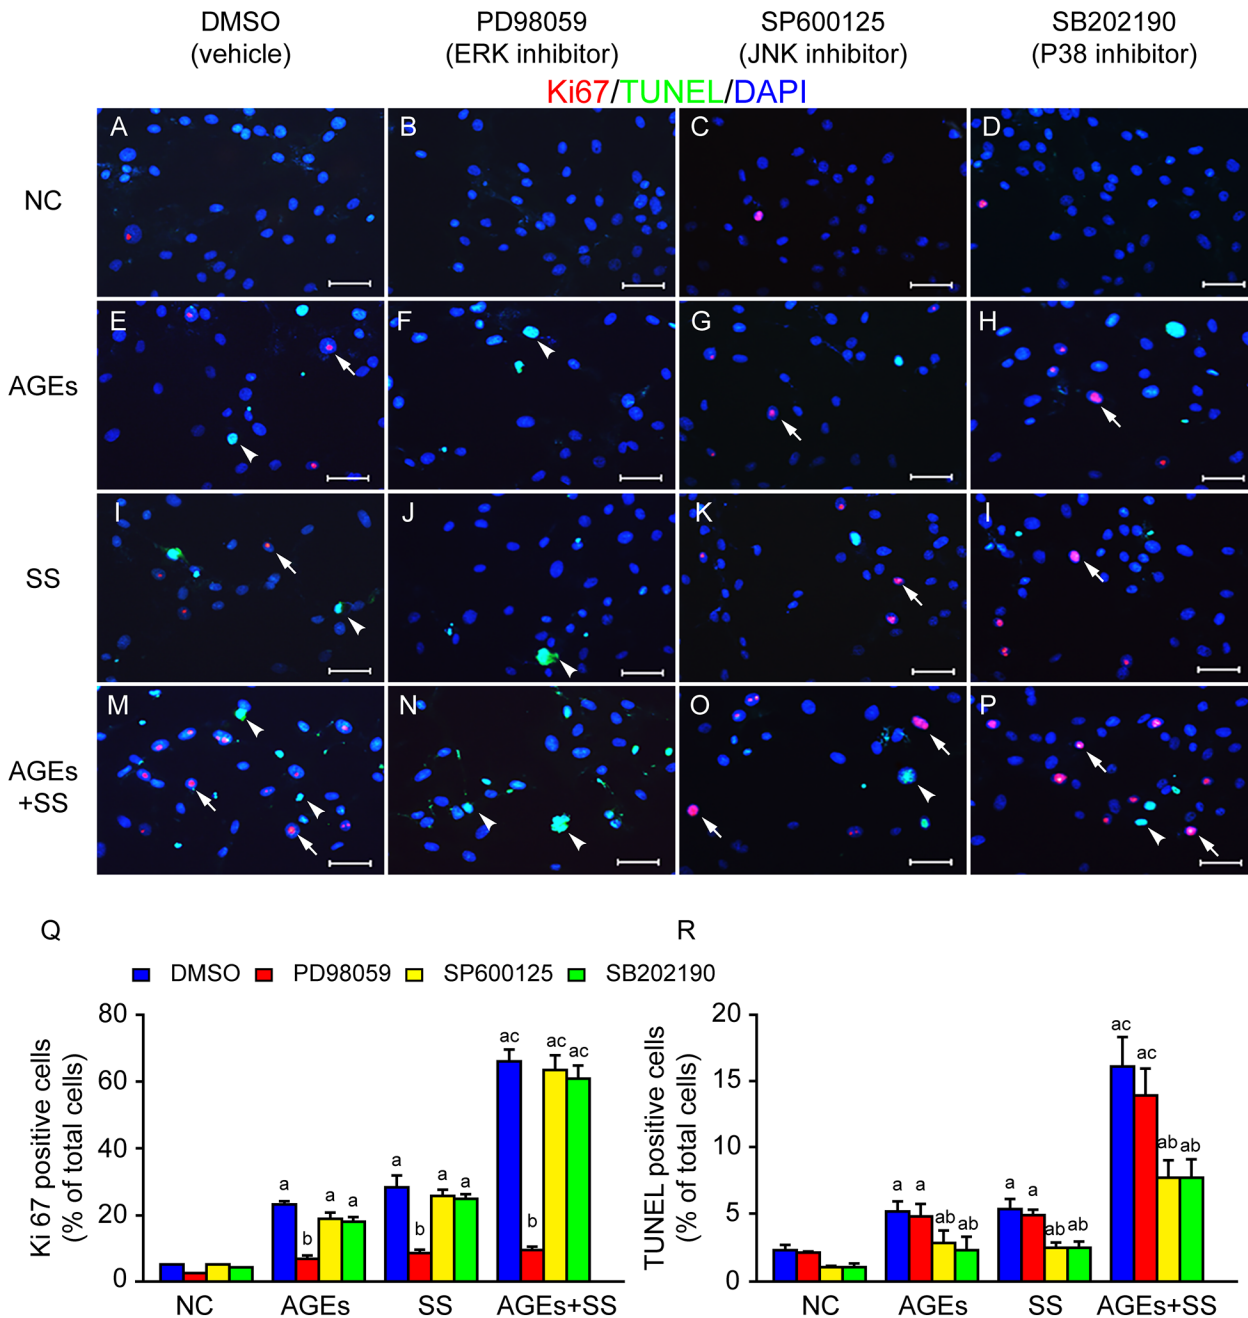 DMSO PD98059 SP600125 SB202190
(vehicle) (ERK inhibitor) (JNK inhibitor) (P38 inhibitor)
Ki67/TUNEL/DAPI
NC
A B C D
AGEs
E F G H
SS
I J K I
AGEs
+SS
M N O P
Q
DMSO PD98059 SP600125 SB202190
Ki 67 positive cells
(% of total cells)
80
60
40
20
0
a b a a
a b a a
ac b ac ac
NC AGEs SS AGEs+SS
R
TUNEL positive cells
(% of total cells)
20
15
10
5
0
a a ab ab
a a ab ab
ac ac ab ab
NC AGEs SS AGEs+SS